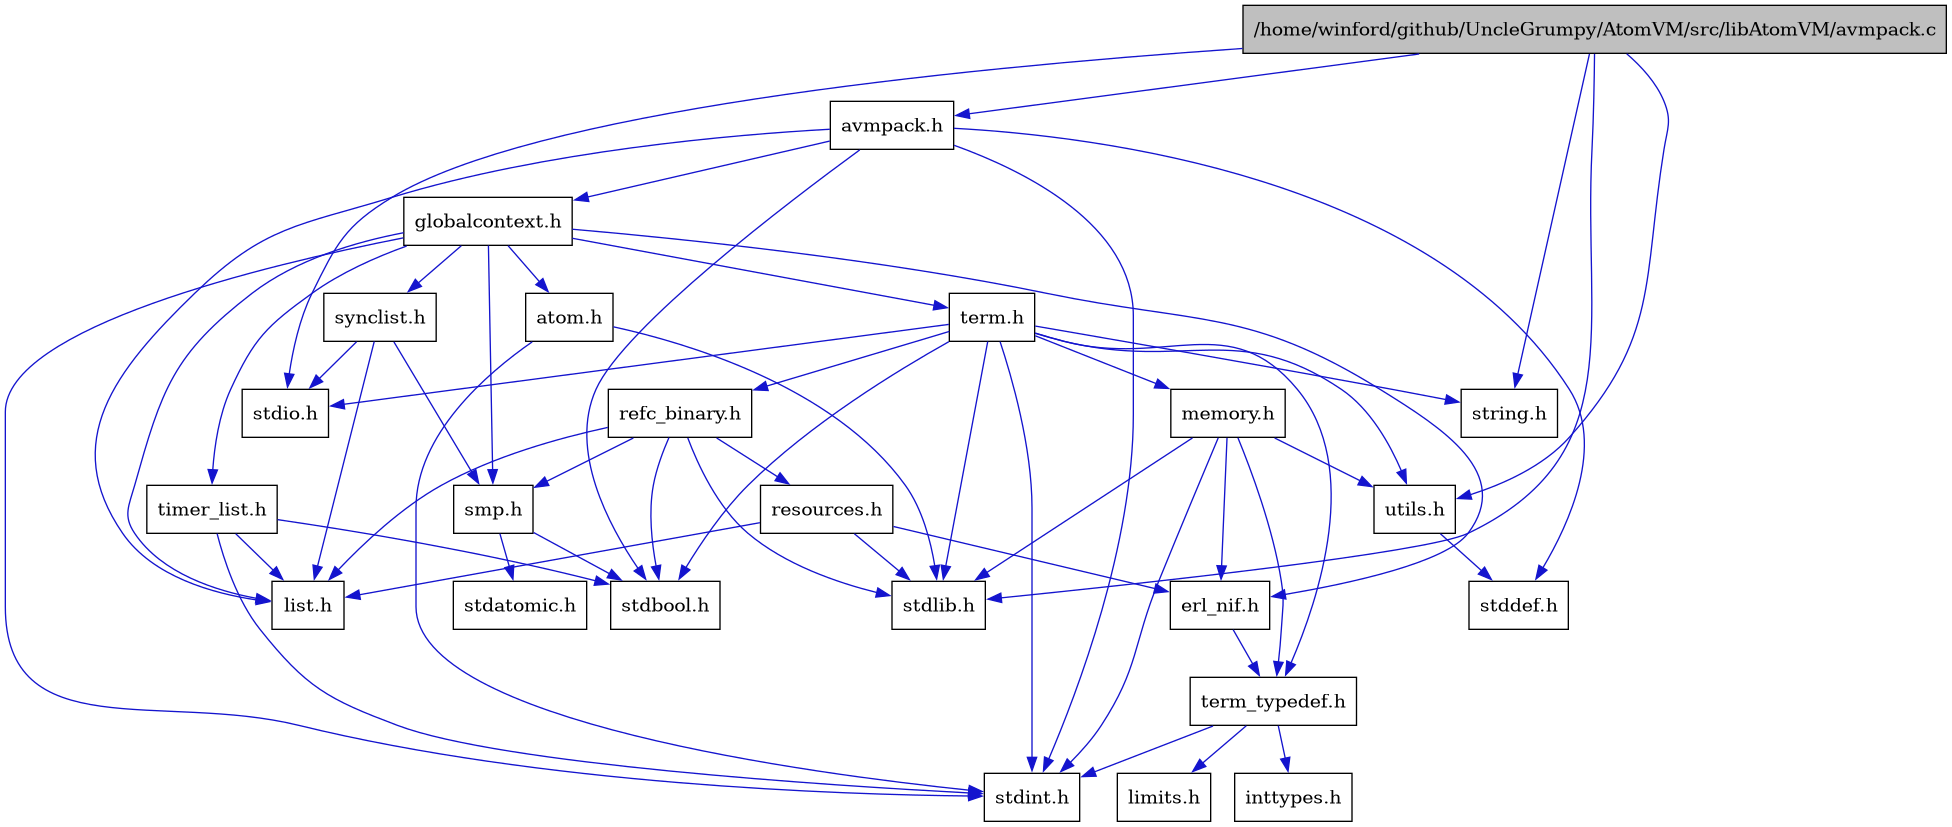 /home/winford/github/UncleGrumpy/AtomVM/src/libAtomVM/avmpack.c
avmpack.h
globalcontext.h
synclist.h
atom.h
term.h
stdio.h
refc_binary.h
memory.h
string.h
timer_list.h
smp.h
resources.h
utils.h
list.h
stdatomic.h
stdbool.h
stdlib.h
erl_nif.h
stddef.h
term_typedef.h
stdint.h
limits.h
inttypes.h